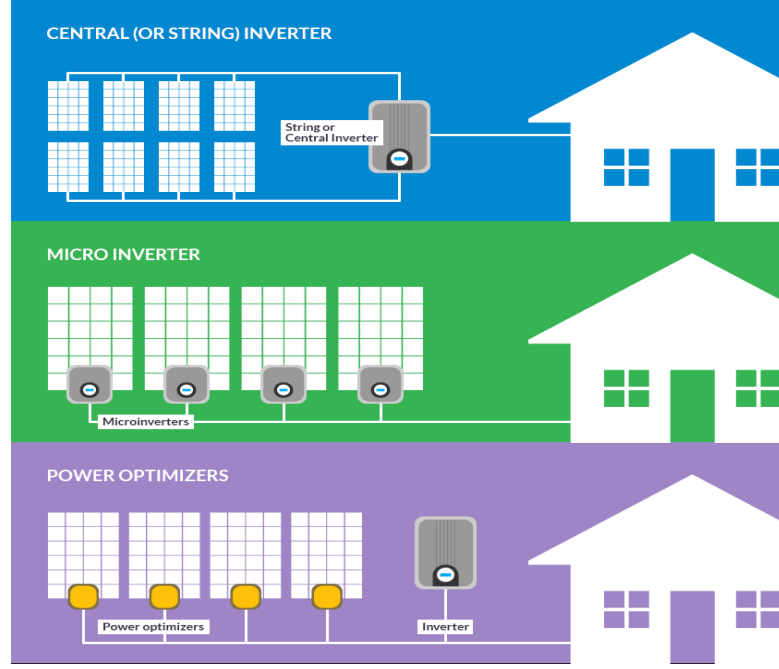 CENTRAL (OR STRING) INVERTER
String or
Central Inverter
MICRO INVERTER
Microinverters
POWER OPTIMIZERS
Power optimizers
Inverter